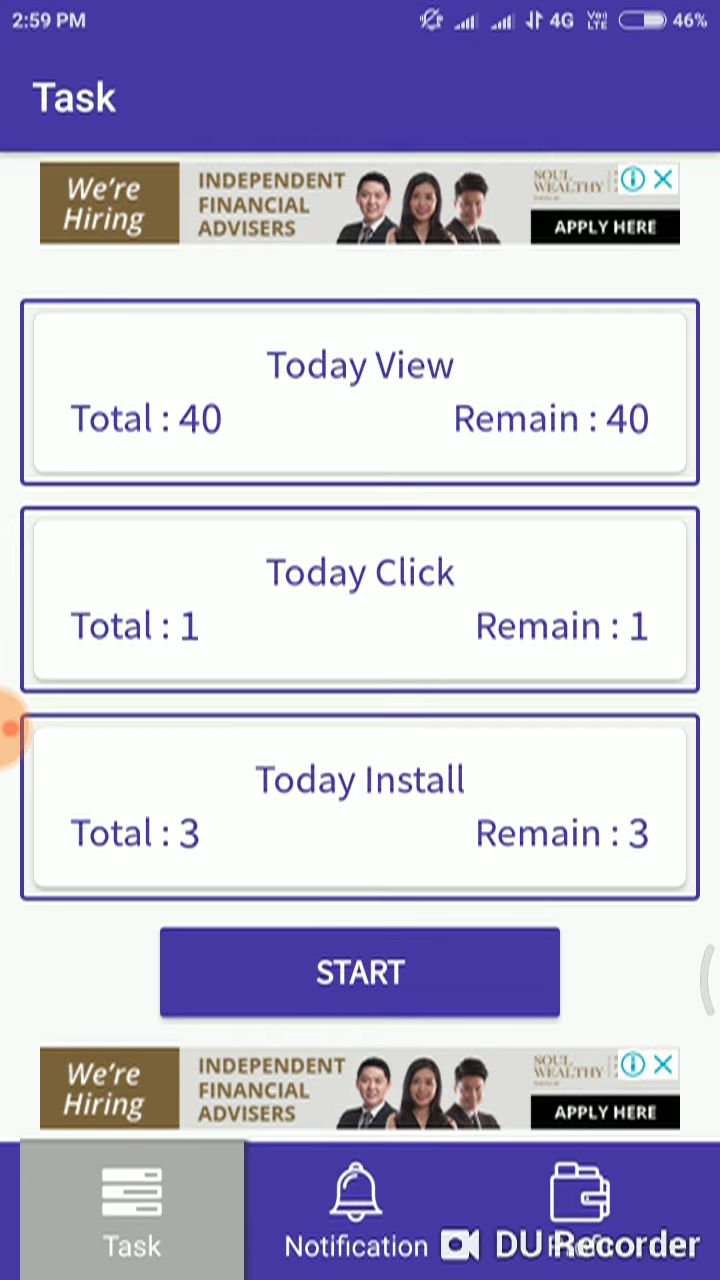 2:59 PM
4G
46%
Task
We're
Hiring
INDEPENDENT
FINANCIAL
ADVISERS
SOUL
WEALTHY
APPLY HERE
Today View
Total : 40
Remain : 40
Today Click
Total : 1
Remain : 1
Today Install
Total : 3
Remain : 3
START
We're
Hiring
INDEPENDENT
FINANCIAL
ADVISERS
SOUL
WEALTHY
APPLY HERE
Task
Notification
DU Recorder